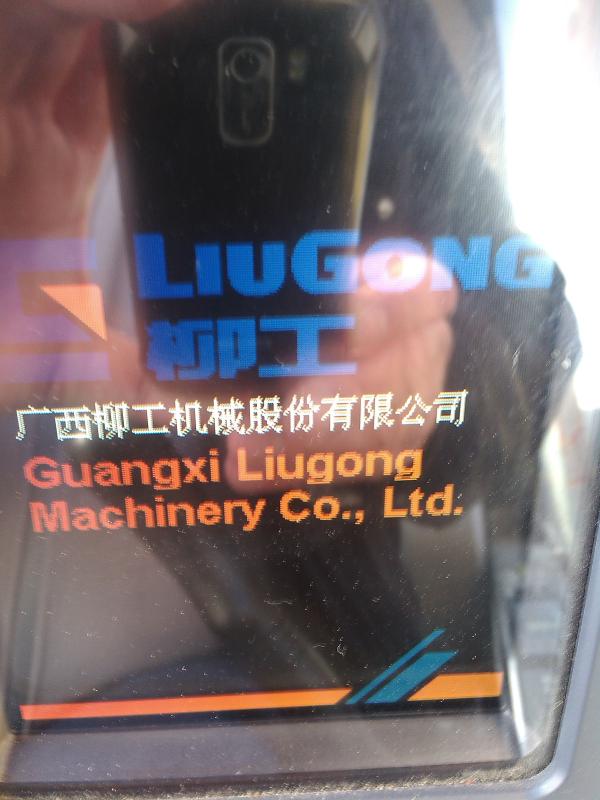 LIUGONG
柳工
广西柳工机械股份有限公司
Guangxi Liugong
Machinery Co., Ltd.